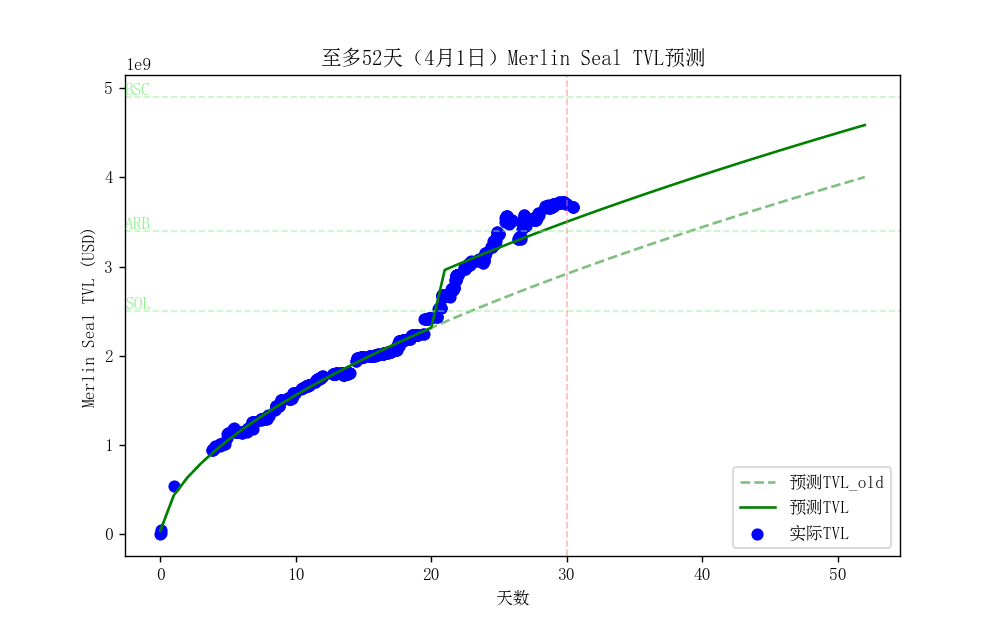 至多52天（4月1日）Merlin Seal TVL预测
1e9
5
4
3
2
1
0
BSC
ARB
SOL
Merlin Seal TVL (USD)
预测TVL_old
预测TVL
实际TVL
0 10 20 30 40 50
天数